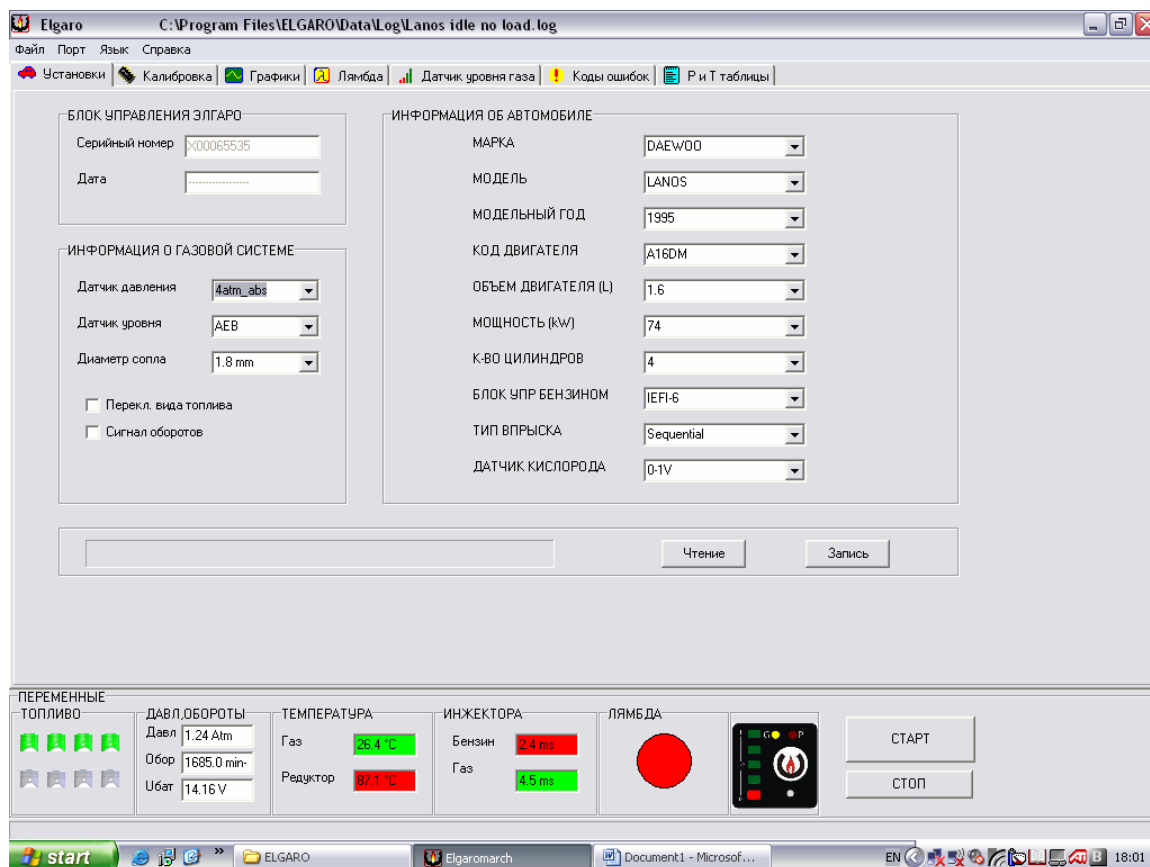 Elgaro C:\Program Files\ELGARO\Data\Log\Lanos idle no load.log
Файл Порт Язык Справка
Установки Калибровка Графики Лямбда Датчик уровня газа Коды ошибок Р и Т таблицы
БЛОК УПРАВЛЕНИЯ ЭЛГАРО
Серийный номер X00065535
Дата -----------------
ИНФОРМАЦИЯ О ГАЗОВОЙ СИСТЕМЕ
Датчик давления 4atm_abs
Датчик уровня AEB
Диаметр сопла 1.8 mm
Перекл. вида топлива
Сигнал оборотов
ИНФОРМАЦИЯ ОБ АВТОМОБИЛЕ
МАРКА DAEWOO
МОДЕЛЬ LANOS
МОДЕЛЬНЫЙ ГОД 1995
КОД ДВИГАТЕЛЯ A16DM
ОБЪЕМ ДВИГАТЕЛЯ (L) 1.6
МОЩНОСТЬ (kW) 74
К-ВО ЦИЛИНДРОВ 4
БЛОК УПР БЕНЗИНОМ IEFI-6
ТИП ВПРЫСКА Sequential
ДАТЧИК КИСЛОРОДА 0-1V
Чтение Запись
ПЕРЕМЕННЫЕ
ТОПЛИВО
ДАВЛ,ОБОРОТЫ
Давл 1.24 Atm
Обор 1685.0 min-
Uбат 14.16 V
ТЕМПЕРАТУРА
Газ 26.4 °C
Редуктор 87.1 °C
ИНЖЕКТОРА
Бензин 2.4 ms
Газ 4.5 ms
ЛЯМБДА
G P
СТАРТ
СТОП
start » ELGARO Elgaromarch Document1 - Microsof... EN B 18:01